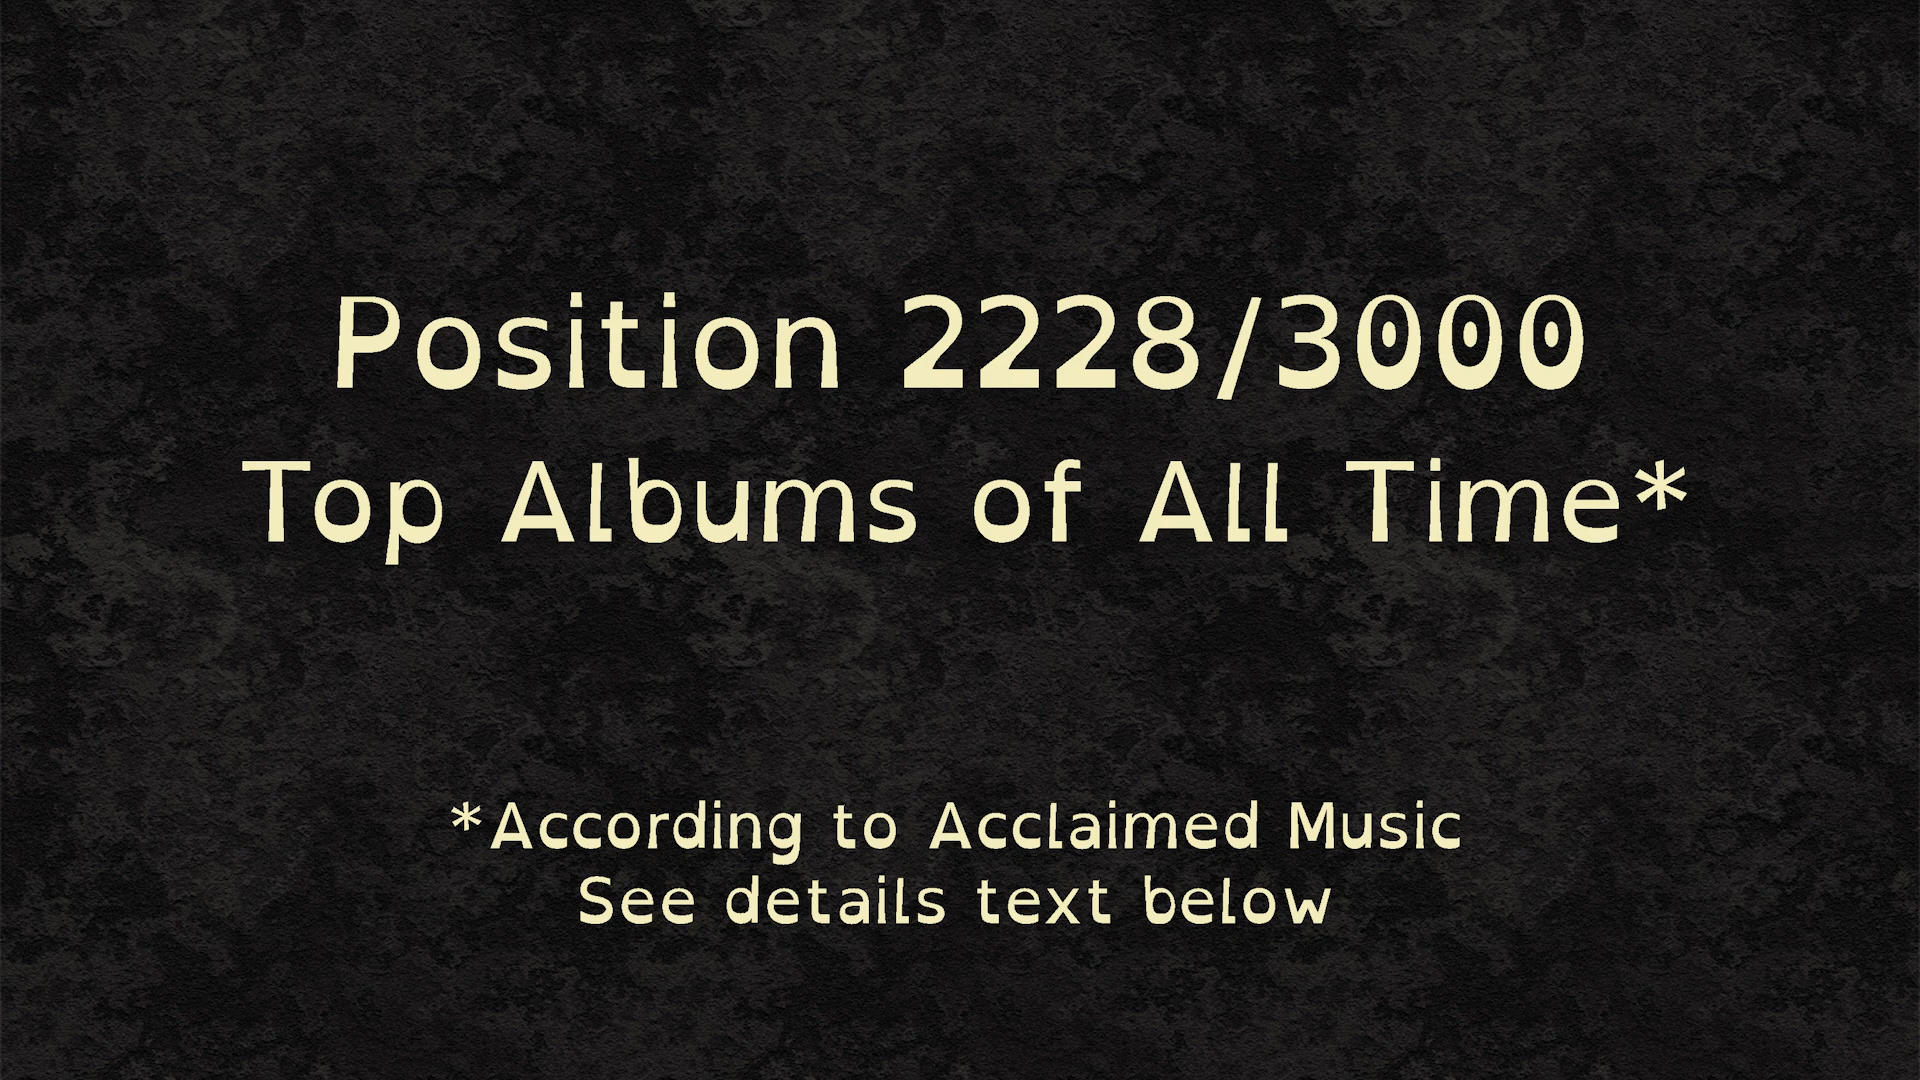 Position 2228/3000
Top Albums of All Time*
*According to Acclaimed Music
See details text below